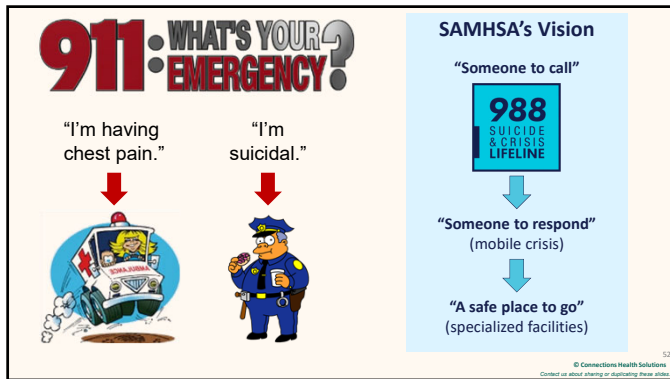 911: WHAT'S YOUR
EMERGENCY?
"I'm having
chest pain."
"I'm
suicidal."
AMBULANCE
SAMHSA's Vision
"Someone to call"
988
SUICIDE
& CRISIS
LIFELINE
"Someone to respond"
(mobile crisis)
"A safe place to go"
(specialized facilities)
52
© Connections Health Solutions
Contact us about sharing or duplicating these slides.